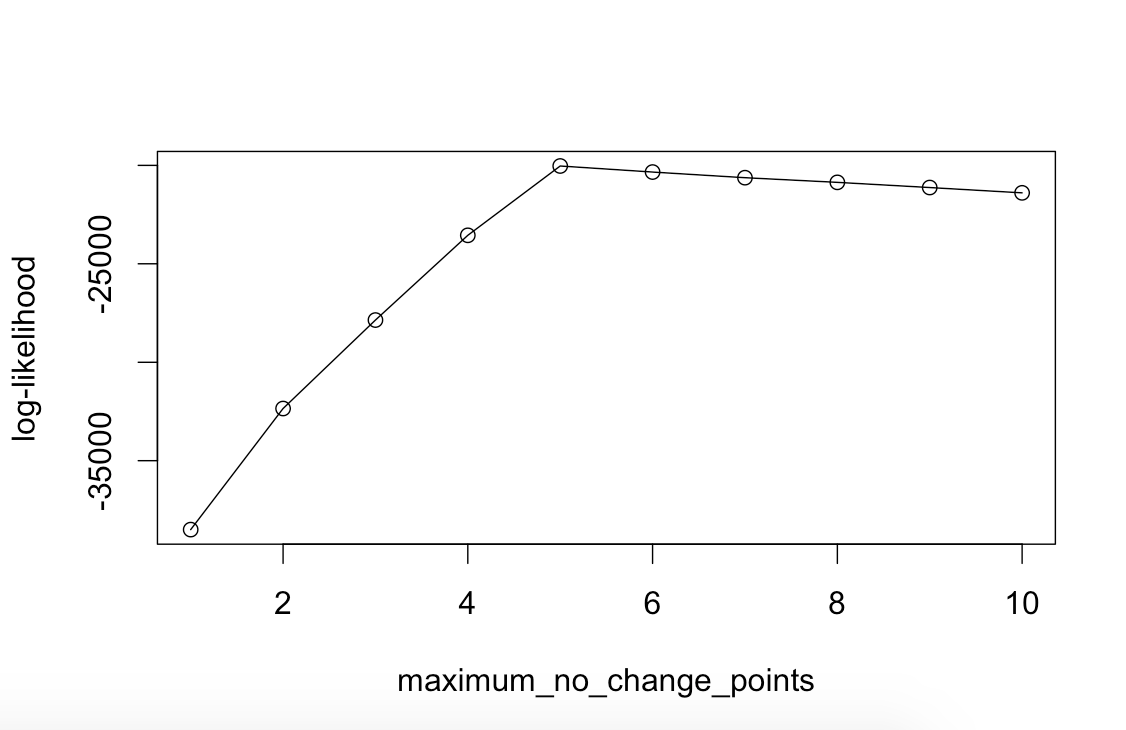 log-likelihood
-25000
-35000
2 4 6 8 10
maximum_no_change_points